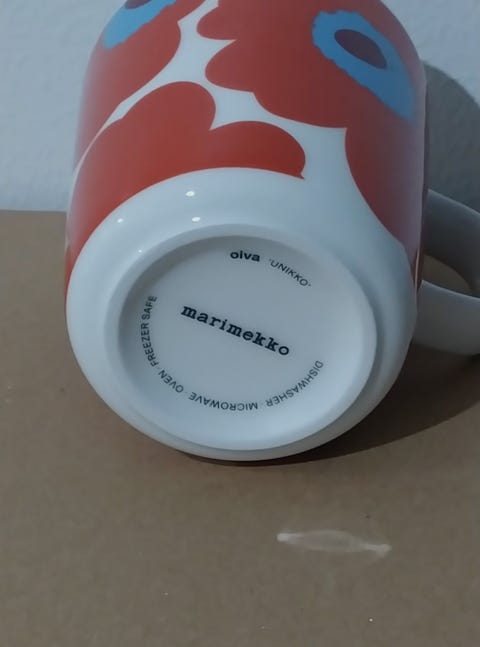 oiva 'UNIKKO'
marimekko
DISHWASHER · MICROWAVE OVEN · FREEZER SAFE